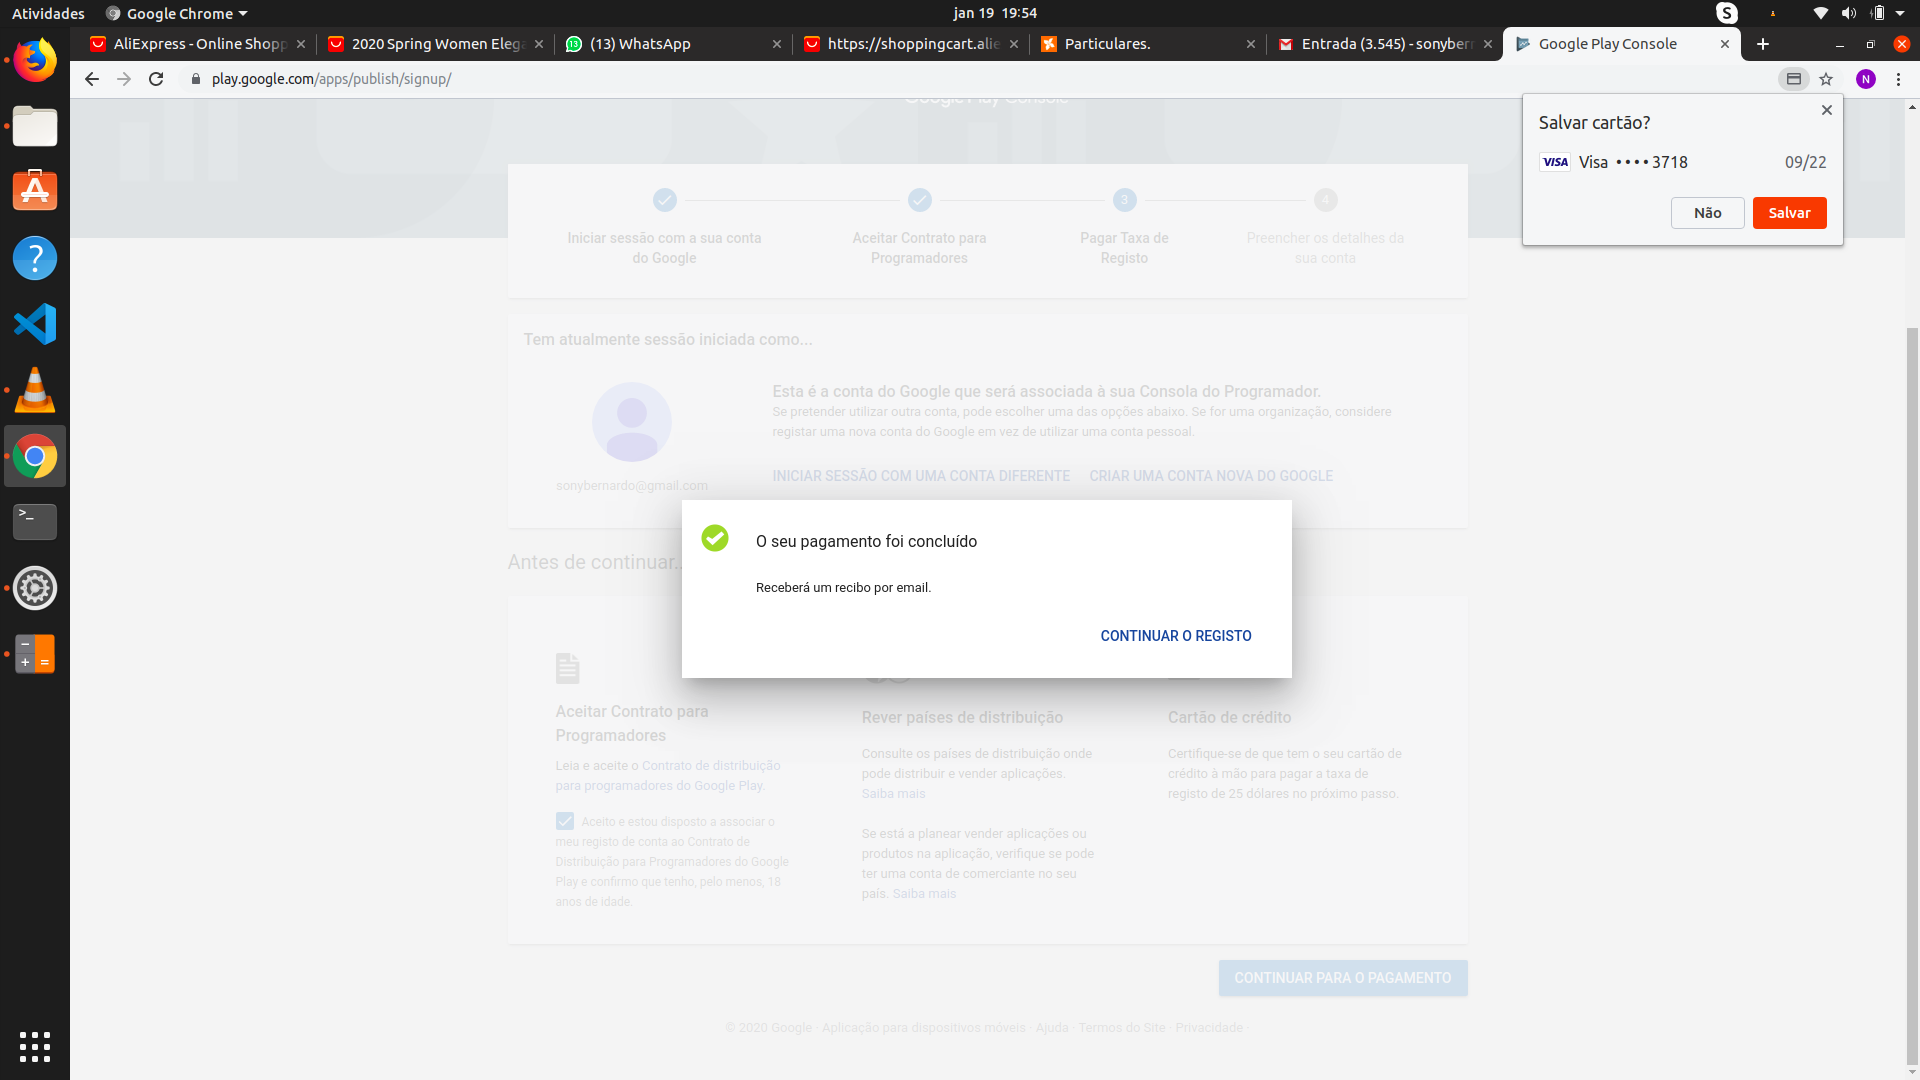 Atividades
Google Chrome
jan 19 19:54
AliExpress - Online Shopp
2020 Spring Women Eleg
(13) WhatsApp
https://shoppingcart.alie
Particulares.
Entrada (3.545) - sonyber
Google Play Console
play.google.com/apps/publish/signup/
N
Google Play Console
Salvar cartão?
VISA Visa •••• 3718 09/22
Não
Salvar
3
4
Iniciar sessão com a sua conta
do Google
Aceitar Contrato para
Programadores
Pagar Taxa de
Registo
Preencher os detalhes da
sua conta
Tem atualmente sessão iniciada como...
Esta é a conta do Google que será associada à sua Consola do Programador.
Se pretender utilizar outra conta, pode escolher uma das opções abaixo. Se for uma organização, considere
registar uma nova conta do Google em vez de utilizar uma conta pessoal.
INICIAR SESSÃO COM UMA CONTA DIFERENTE
CRIAR UMA CONTA NOVA DO GOOGLE
sonybernardo@gmail.com
O seu pagamento foi concluído
Receberá um recibo por email.
CONTINUAR O REGISTO
Antes de continuar...
Aceitar Contrato para
Programadores
Leia e aceite o Contrato de distribuição
para programadores do Google Play.
Aceito e estou disposto a associar o
meu registo de conta ao Contrato de
Distribuição para Programadores do Google
Play e confirmo que tenho, pelo menos, 18
anos de idade.
Rever países de distribuição
Consulte os países de distribuição onde
pode distribuir e vender aplicações.
Saiba mais
Se está a planear vender aplicações ou
produtos na aplicação, verifique se pode
ter uma conta de comerciante no seu
país. Saiba mais
Cartão de crédito
Certifique-se de que tem o seu cartão de
crédito à mão para pagar a taxa de
registo de 25 dólares no próximo passo.
CONTINUAR PARA O PAGAMENTO
© 2020 Google · Aplicação para dispositivos móveis · Ajuda · Termos do Site · Privacidade